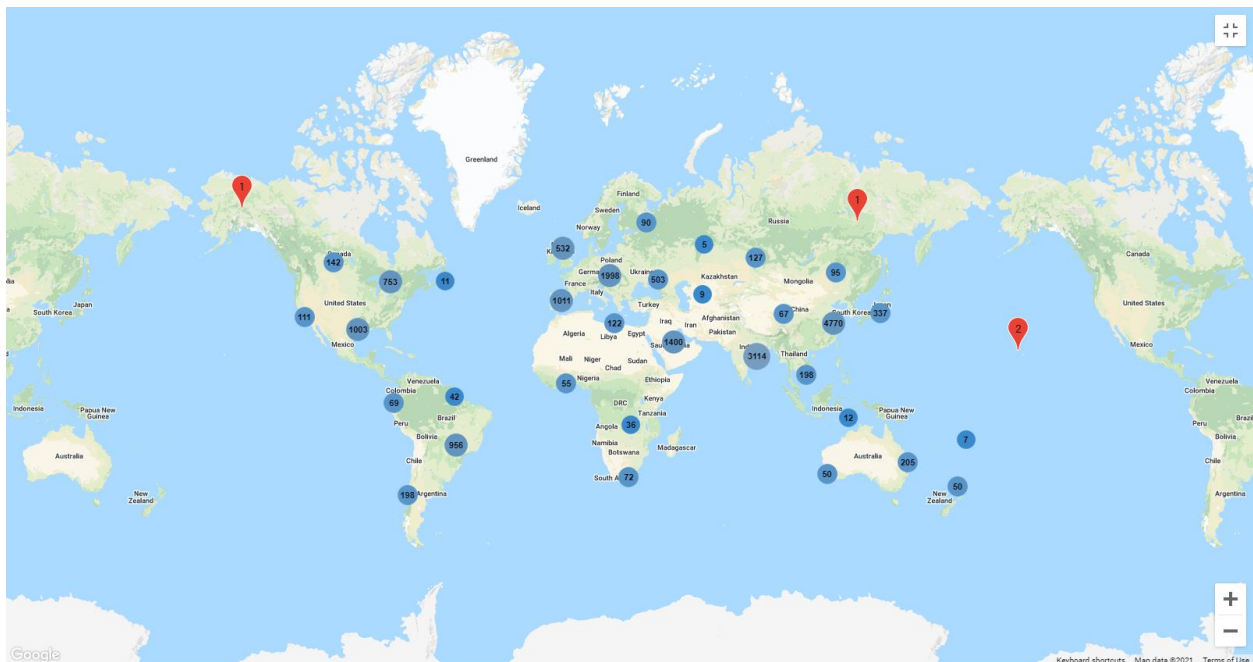 Greenland
Iceland
Finland
Sweden
Norway
Russia
1
1
90
532
5
127
Canada
142
753
11
Poland
Ukraine
1998
503
Kazakhstan
Mongolia
95
France
Italy
1011
Turkey
9
United States
111
1003
Mexico
122
Algeria
Libya
Egypt
Iraq
Iran
Afghanistan
Pakistan
1400
67
China
4770
South Korea
337
Japan
South Korea
2
Canada
United States
Mexico
Mali
Niger
Chad
Sudan
3114
Thailand
198
55
Nigeria
Ethiopia
Kenya
DRC
Tanzania
Venezuela
Colombia
69
42
Brazil
Peru
Bolivia
956
Chile
198
Argentina
Angola
36
Namibia
Botswana
Madagascar
72
Indonesia
Papua New
Guinea
12
7
Australia
50
205
50
New
Zealand
Indonesia
Papua New
Guinea
Australia
New
Zealand
Venezuela
Colombia
Peru
Bolivia
Chile
Argentina
Google
Keyboard shortcuts Map data ©2021 Terms of Use